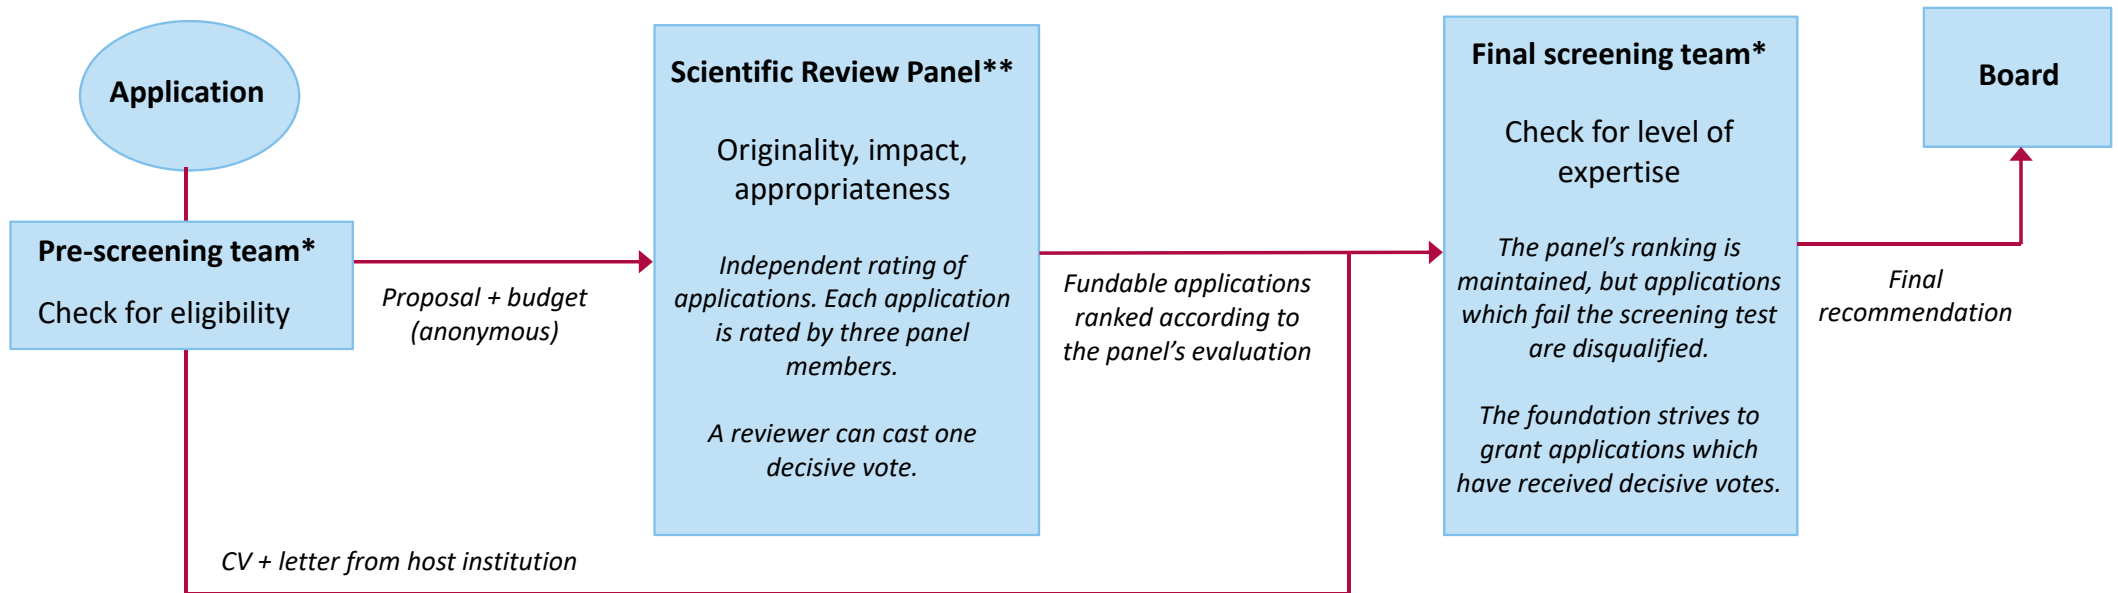 Application
Pre-screening team*
Check for eligibility
Proposal + budget
(anonymous)
CV + letter from host institution
Scientific Review Panel**
Originality, impact,
appropriateness
Independent rating of
applications. Each application
is rated by three panel
members.
A reviewer can cast one
decisive vote.
Fundable applications
ranked according to
the panel’s evaluation
Final screening team*
Check for level of
expertise
The panel’s ranking is
maintained, but applications
which fail the screening test
are disqualified.
The foundation strives to
grant applications which
have received decisive votes.
Final
recommendation
Board